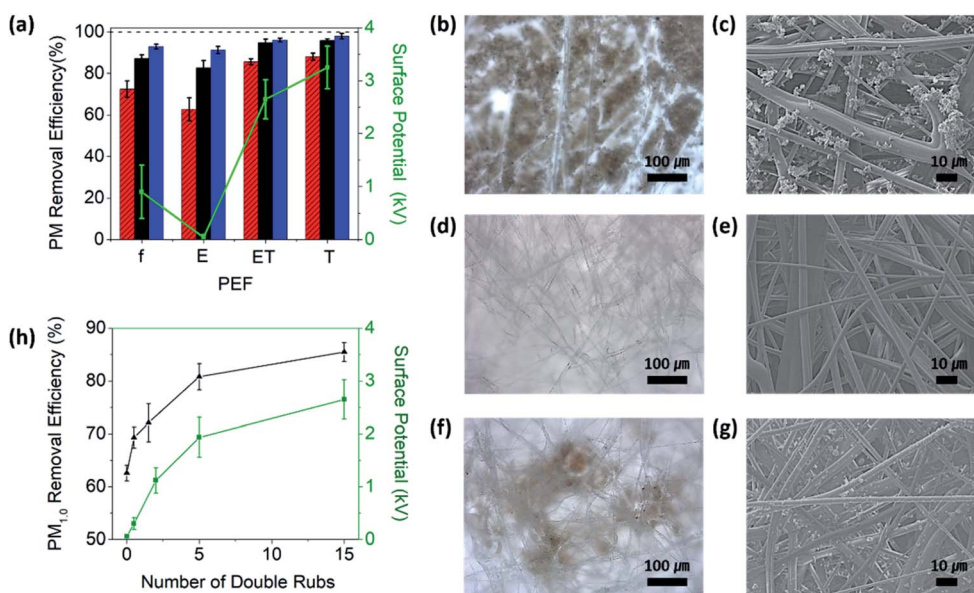 (a)
PM Removal Efficiency(%)
100
80
60
40
20
0
4
3
2
1
0
Surface Potential (kV)
f E ET T
PEF
(b)
100 μm
(c)
10 μm
(d)
100 μm
(e)
10 μm
(f)
100 μm
(g)
10 μm
(h)
PM1.0 Removal Efficiency (%)
90
80
70
60
50
4
3
2
1
0
Surface Potential (kV)
0 5 10 15
Number of Double Rubs